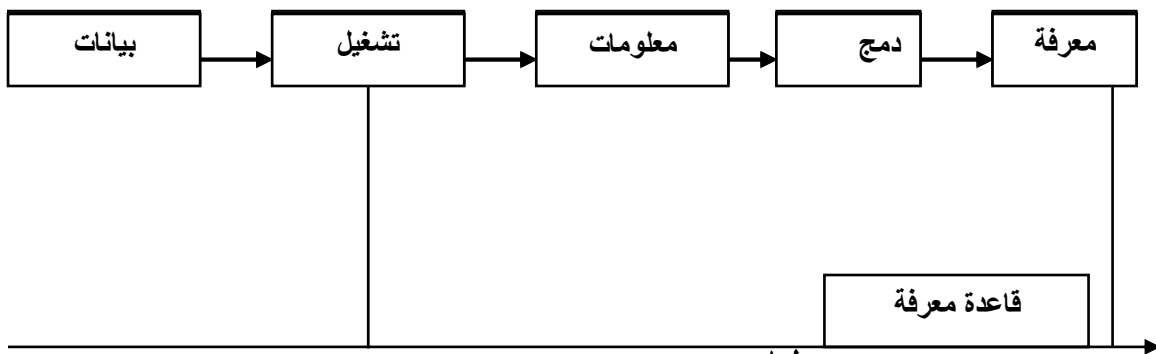 بيانات
تشغيل
معلومات
دمج
معرفة
قاعدة معرفة